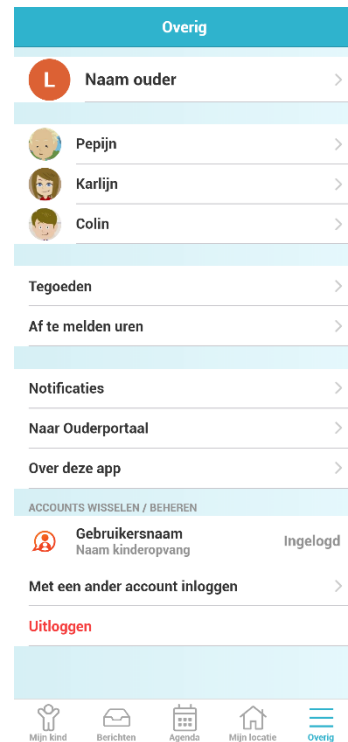 Overig
L
Naam ouder
Pepijn
Karlijn
Colin
Tegoeden
Af te melden uren
Notificaties
Naar Ouderportaal
Over deze app
ACCOUNTS WISSELEN / BEHEREN
Gebruikersnaam
Naam kinderopvang
Ingelogd
Met een ander account inloggen
Uitloggen
Mijn kind
Berichten
Agenda
Mijn locatie
Overig